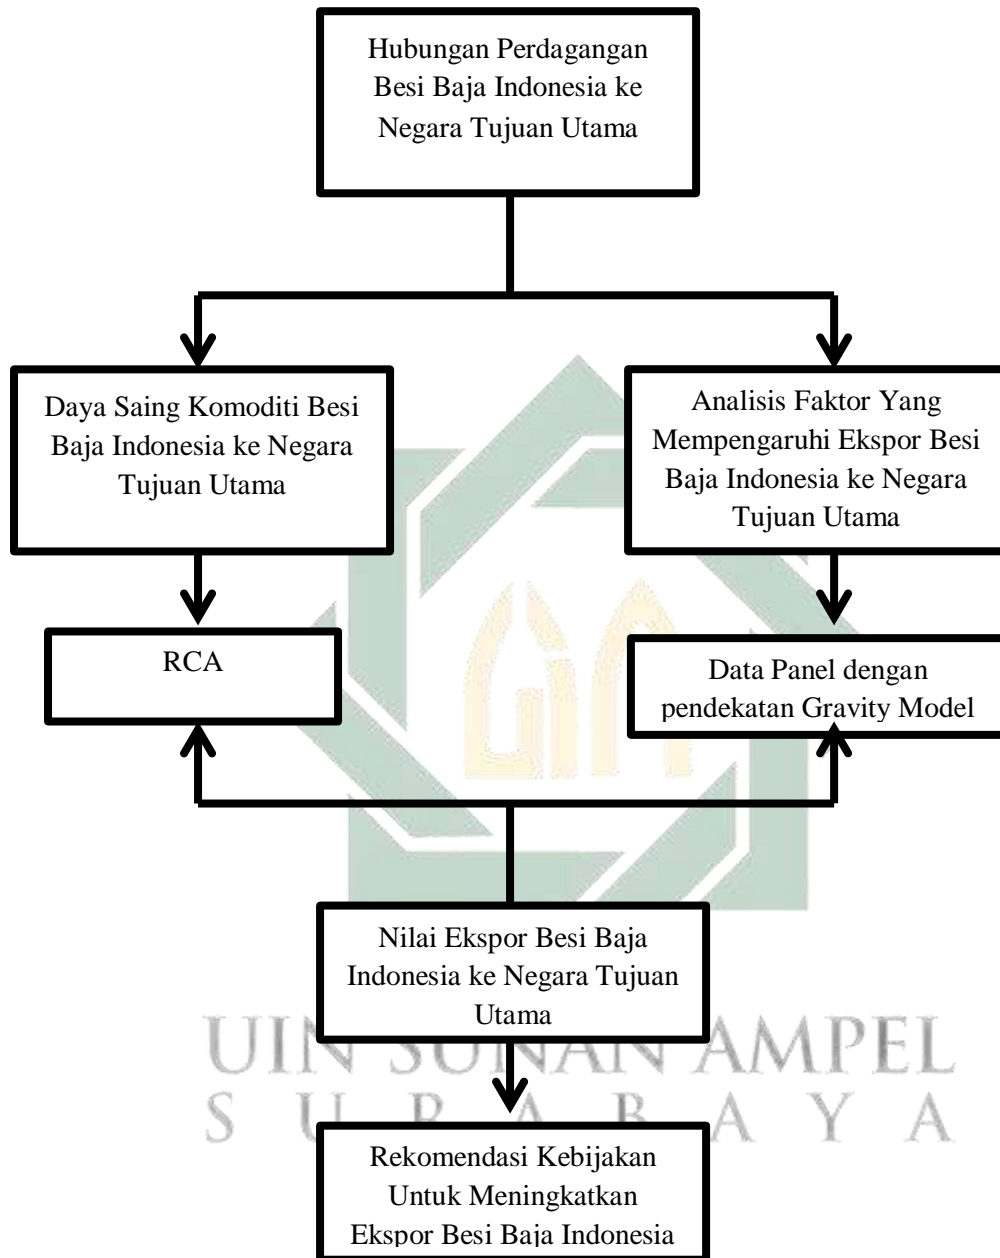 Hubungan Perdagangan
Besi Baja Indonesia ke
Negara Tujuan Utama
Daya Saing Komoditi Besi
Baja Indonesia ke Negara
Tujuan Utama
Analisis Faktor Yang
Mempengaruhi Ekspor Besi
Baja Indonesia ke Negara
Tujuan Utama
RCA
Data Panel dengan
pendekatan Gravity Model
Nilai Ekspor Besi Baja
Indonesia ke Negara Tujuan
Utama
UIN SUNAN AMPEL
SURABAYA
Rekomendasi Kebijakan
Untuk Meningkatkan
Ekspor Besi Baja Indonesia